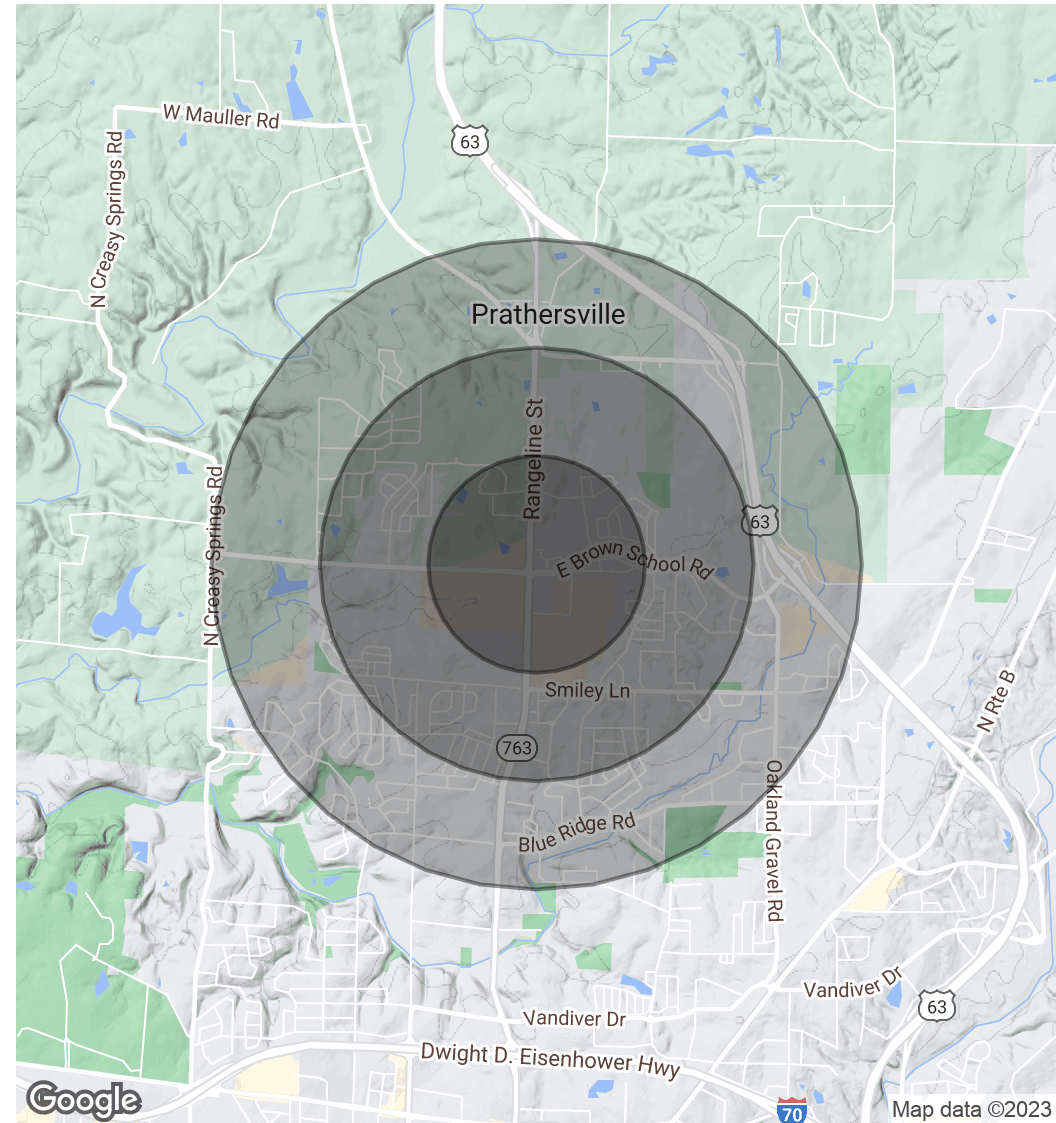 W Mauller Rd
63
N Creasy Springs Rd
Prathersville
Rangeline St
N Creasy Springs Rd
63
E Brown School Rd
Smiley Ln
N Rte B
763
Oakland Gravel Rd
Blue Ridge Rd
Vandiver Dr
63
Vandiver Dr
Dwight D. Eisenhower Hwy
70
Google
Map data ©2023